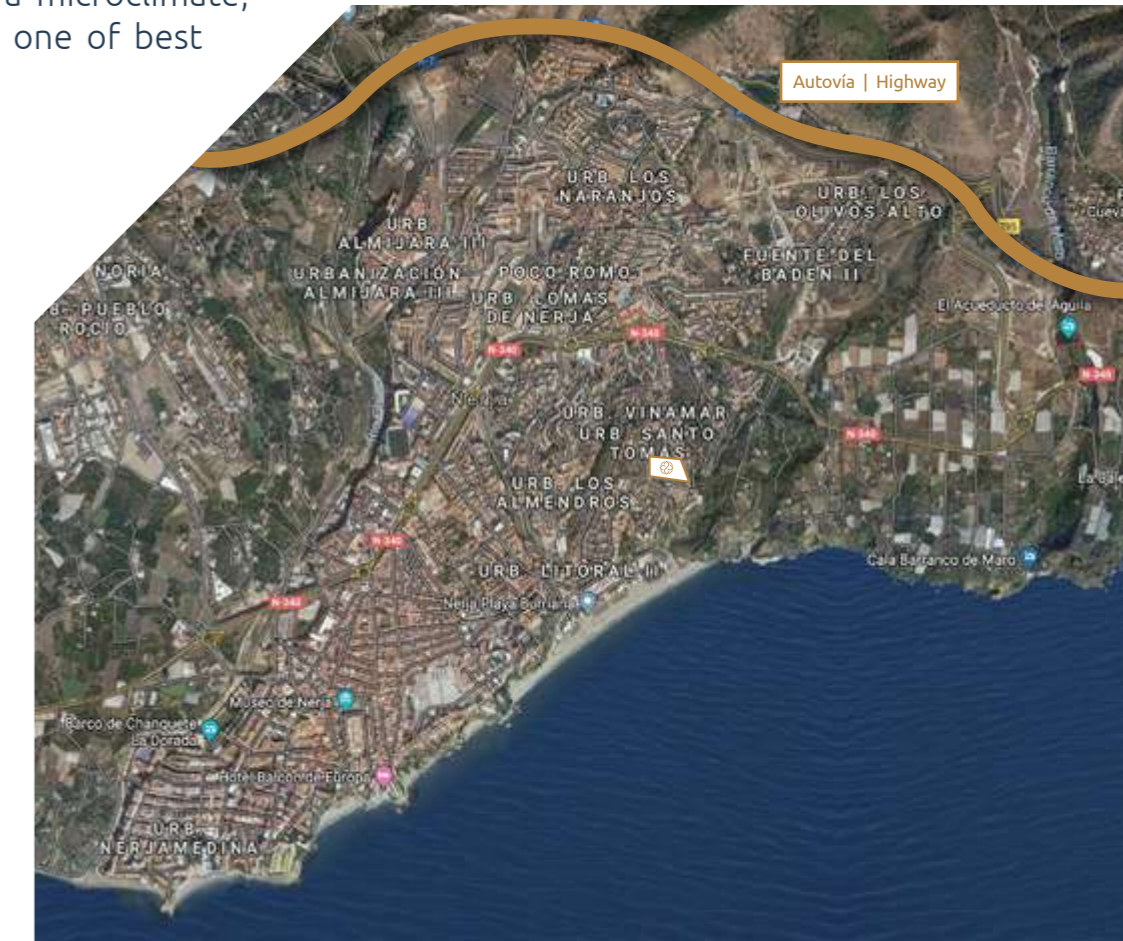 a microclimate,
one of best
Autovía | Highway
A-7
URB. LOS
NARANJOS
URB. LOS
OLIVOS ALTO
URB
ALMIJARA III
NORIA
URBANIZACIÓN
ALMIJARA III
POCO ROMO
FUENTE DEL
BADEN II
URB LOMAS
DE NERJA
PUEBLO
ROCIO
El Acueducto del Águila
N-340
N-340
N-340
Nerja
URB. VINAMAR
URB SANTO
TOMAS
N-340
URB. LOS
ALMENDROS
N-340
URB. LITORAL II
Cala Barranco de Maro
N-340
Nerja Playa Burriana
Museo de Nerja
Barco de Chanquete
La Dorada
Hotel Balcón de Europa
URB.
NERJAMEDINA